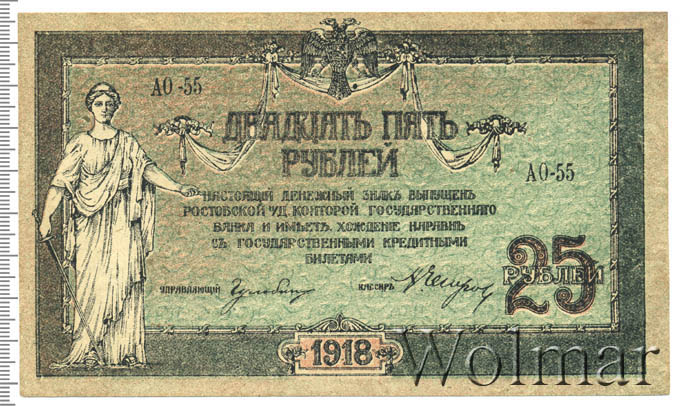 АО-55
ДВАДЦАТЬ ПЯТЬ
РУБЛЕЙ
АО-55
НАСТОЯЩІЙ ДЕНЕЖНЫЙ ЗНАКЪ ВЫПУЩЕНЪ
РОСТОВСКОЙ УД. КОНТОРОЙ ГОСУДАРСТВЕННАГО
БАНКА И ИМѢЕТЪ ХОЖДЕНІЕ НАРАВНѢ
СЪ ГОСУДАРСТВЕННЫМИ КРЕДИТНЫМИ
БИЛЕТАМИ
25
РУБЛЕЙ
УПРАВЛЯЮЩІЙ
КАССИРЪ
1918
Wolmar